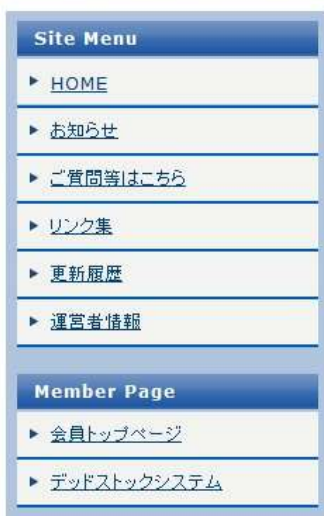 Site Menu
HOME
お知らせ
ご質問等はこちら
リンク集
更新履歴
運営者情報
Member Page
会員トップページ
デッドストックシステム